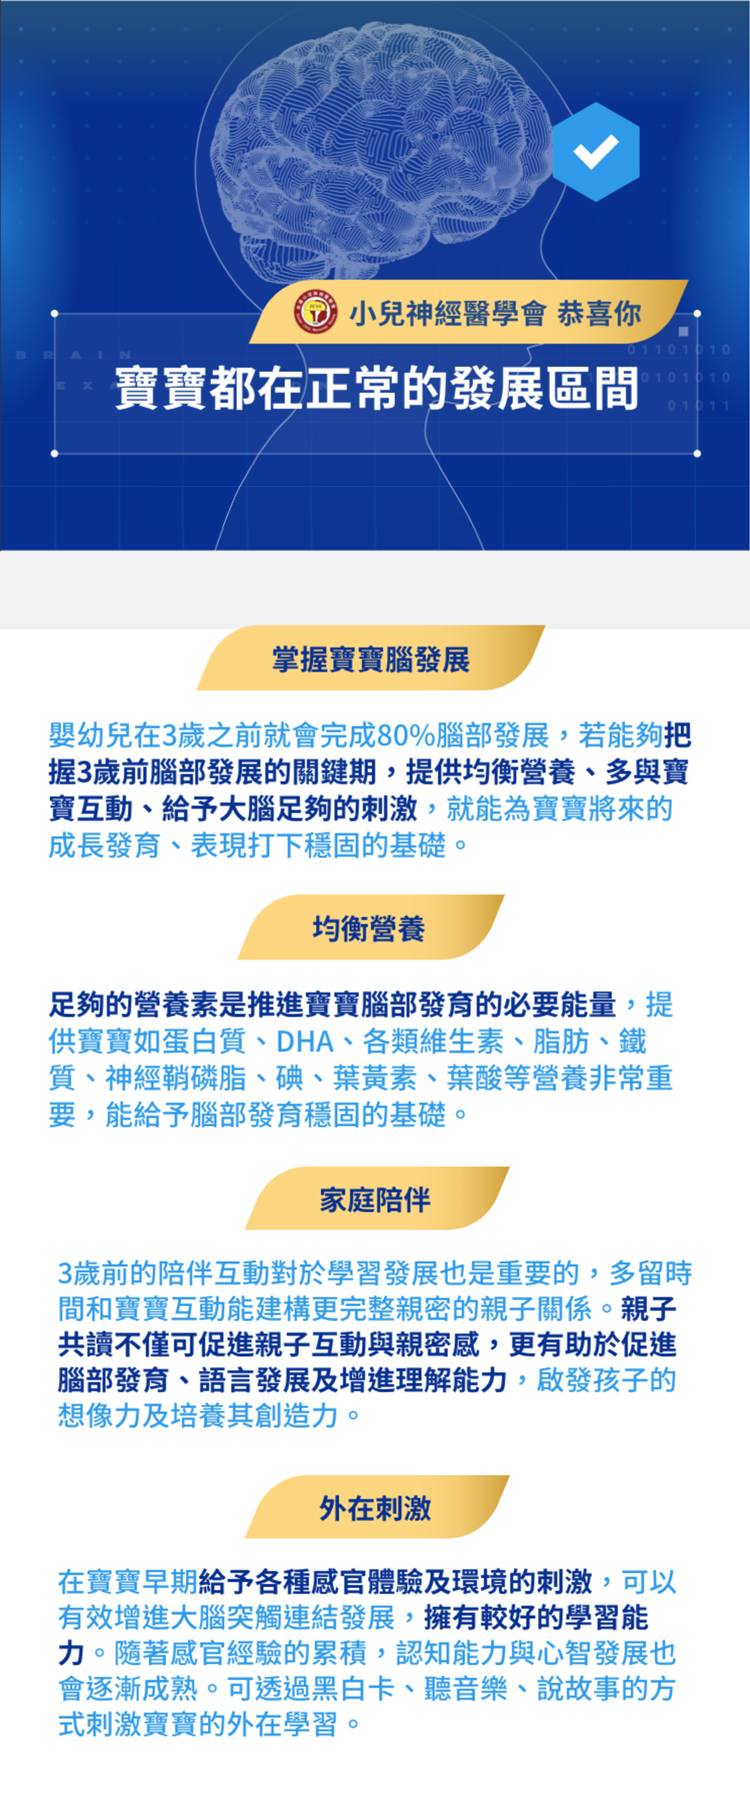 小兒神經醫學會 恭喜你
BRAIN
01101010
寶寶都在正常的發展區間
0101010
01011
掌握寶寶腦發展
嬰幼兒在3歲之前就會完成80%腦部發展，若能夠把
握3歲前腦部發展的關鍵期，提供均衡營養、多與寶
寶互動、給予大腦足夠的刺激，就能為寶寶將來的
成長發育、表現打下穩固的基礎。
均衡營養
足夠的營養素是推進寶寶腦部發育的必要能量，提
供寶寶如蛋白質、DHA、各類維生素、脂肪、鐵
質、神經鞘磷脂、碘、葉黃素、葉酸等營養非常重
要，能給予腦部發育穩固的基礎。
家庭陪伴
3歲前的陪伴互動對於學習發展也是重要的，多留時
間和寶寶互動能建構更完整親密的親子關係。親子
共讀不僅可促進親子互動與親密感，更有助於促進
腦部發育、語言發展及增進理解能力，啟發孩子的
想像力及培養其創造力。
外在刺激
在寶寶早期給予各種感官體驗及環境的刺激，可以
有效增進大腦突觸連結發展，擁有較好的學習能
力。隨著感官經驗的累積，認知能力與心智發展也
會逐漸成熟。可透過黑白卡、聽音樂、說故事的方
式刺激寶寶的外在學習。